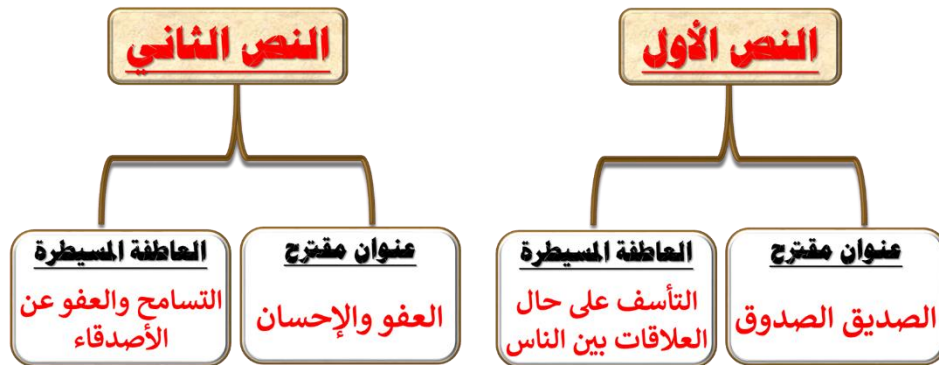 النص الأول
عنوان مقترح
الصديق الصدوق
العاطفة المسيطرة
التأسف على حال
العلاقات بين الناس
النص الثاني
عنوان مقترح
العفو والإحسان
العاطفة المسيطرة
التسامح والعفو عن
الأصدقاء